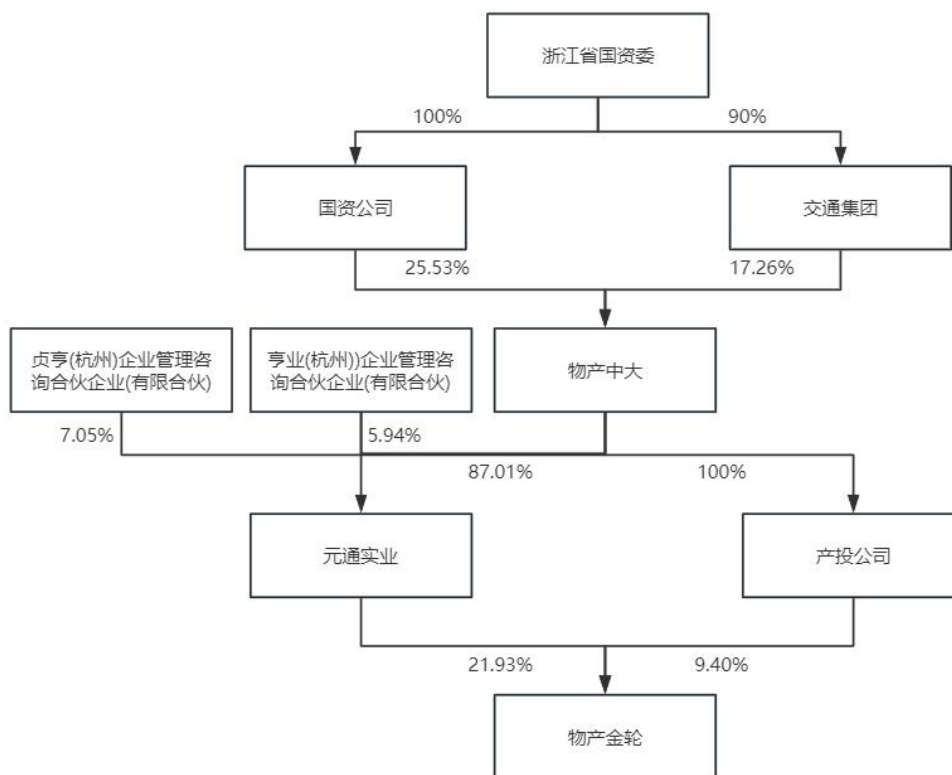 浙江省国资委
100%
90%
国资公司
交通集团
25.53%
17.26%
贞亨(杭州)企业管理咨
询合伙企业(有限合伙)
亨业(杭州))企业管理咨
询合伙企业(有限合伙)
物产中大
7.05%
5.94%
87.01%
100%
元通实业
产投公司
21.93%
9.40%
物产金轮